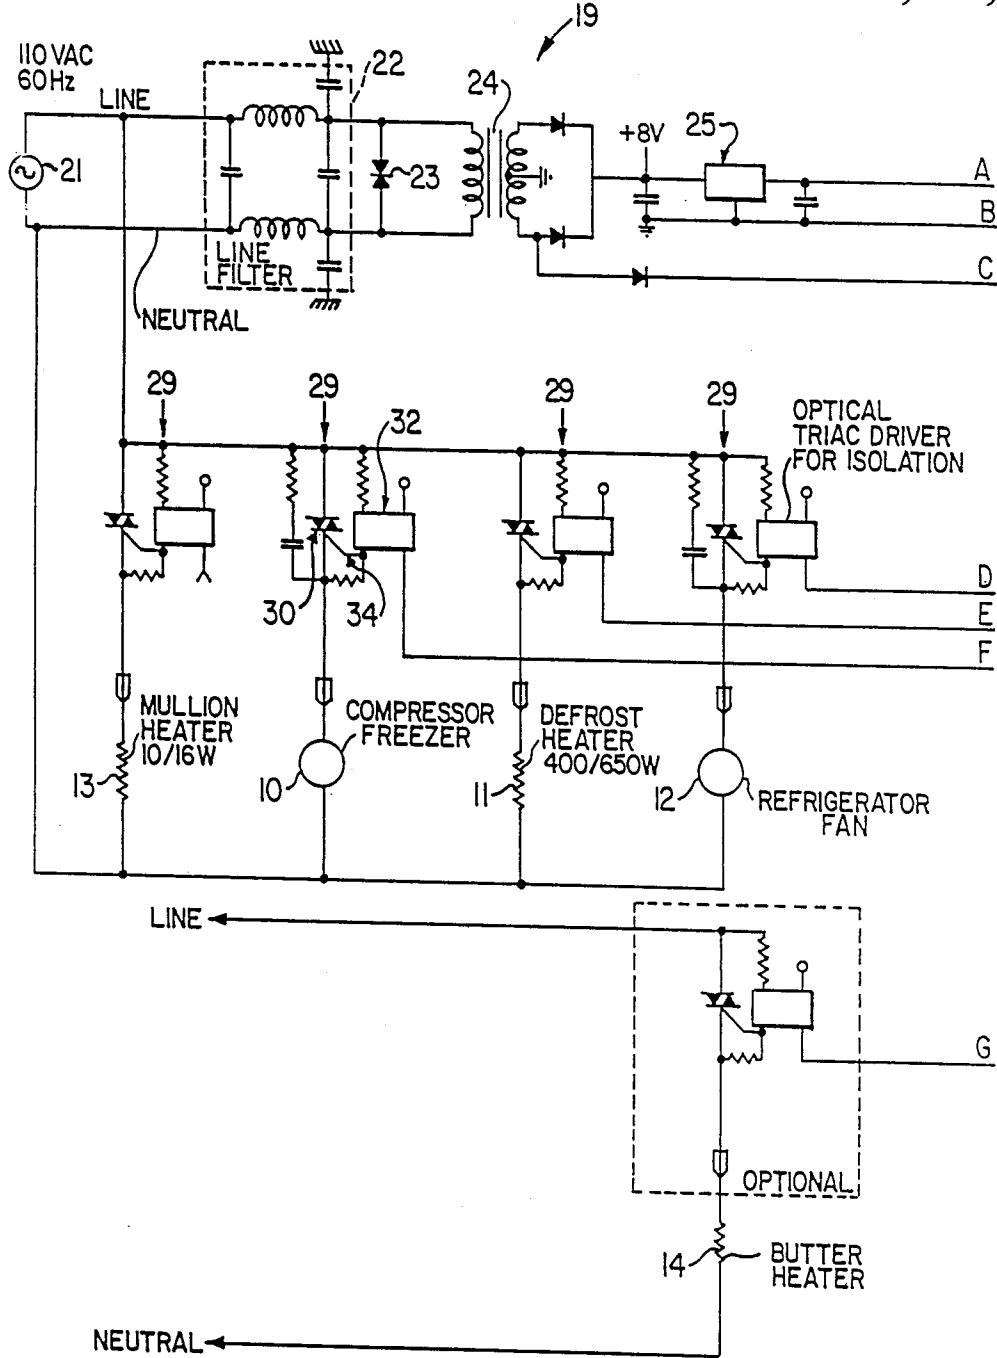 19
110 VAC
60 Hz
LINE
22
24
21
23
+8V
25
A
B
C
LINE
FILTER
NEUTRAL
29
29
29
29
32
OPTICAL
TRIAC DRIVER
FOR ISOLATION
30
34
D
E
F
MULLION
HEATER
10/16W
13
COMPRESSOR
FREEZER
10
DEFROST
HEATER
400/650W
11
12
REFRIGERATOR
FAN
LINE
G
OPTIONAL
14
BUTTER
HEATER
NEUTRAL